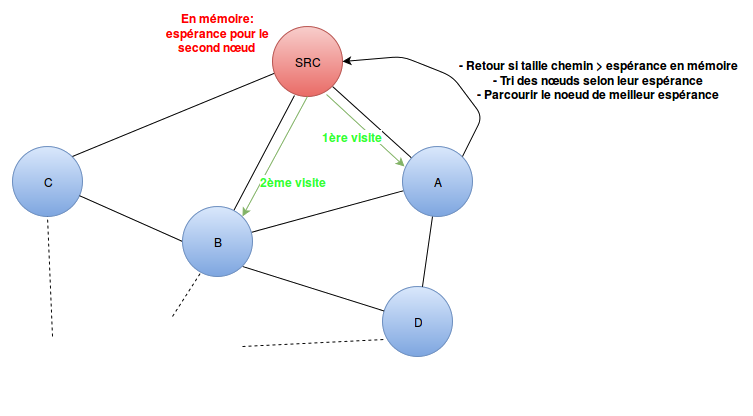 En mémoire:
espérance pour le
second nœud
SRC
- Retour si taille chemin > espérance en mémoire
- Tri des nœuds selon leur espérance
- Parcourir le noeud de meilleur espérance
1ère visite
2ème visite
C
A
B
D